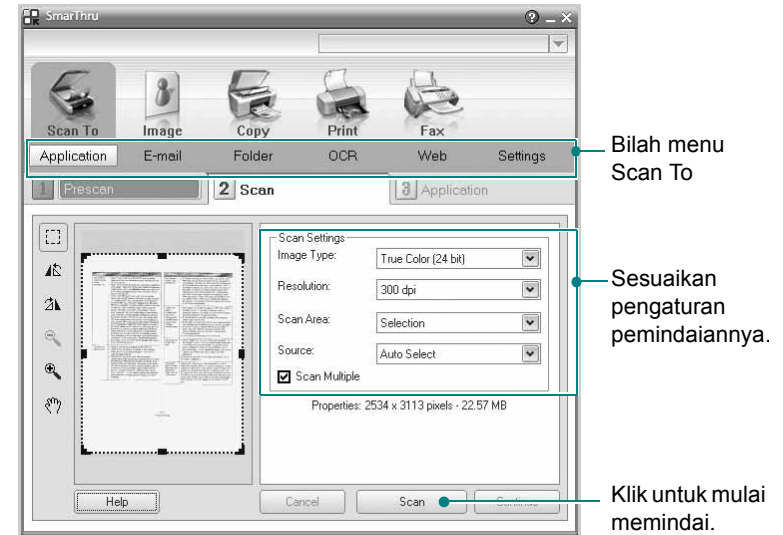 SmarThru
Scan To Image Copy Print Fax
Application E-mail Folder OCR Web Settings
1 Prescan 2 Scan 3 Application
Bilah menu
Scan To
Scan Settings
Image Type: True Color (24 bit)
Resolution: 300 dpi
Scan Area: Selection
Source: Auto Select
Scan Multiple
Properties: 2534 x 3113 pixels - 22.57 MB
Sesuaikan
pengaturan
pemindaiannya.
Help Cancel Scan Continue
Klik untuk mulai
memindai.